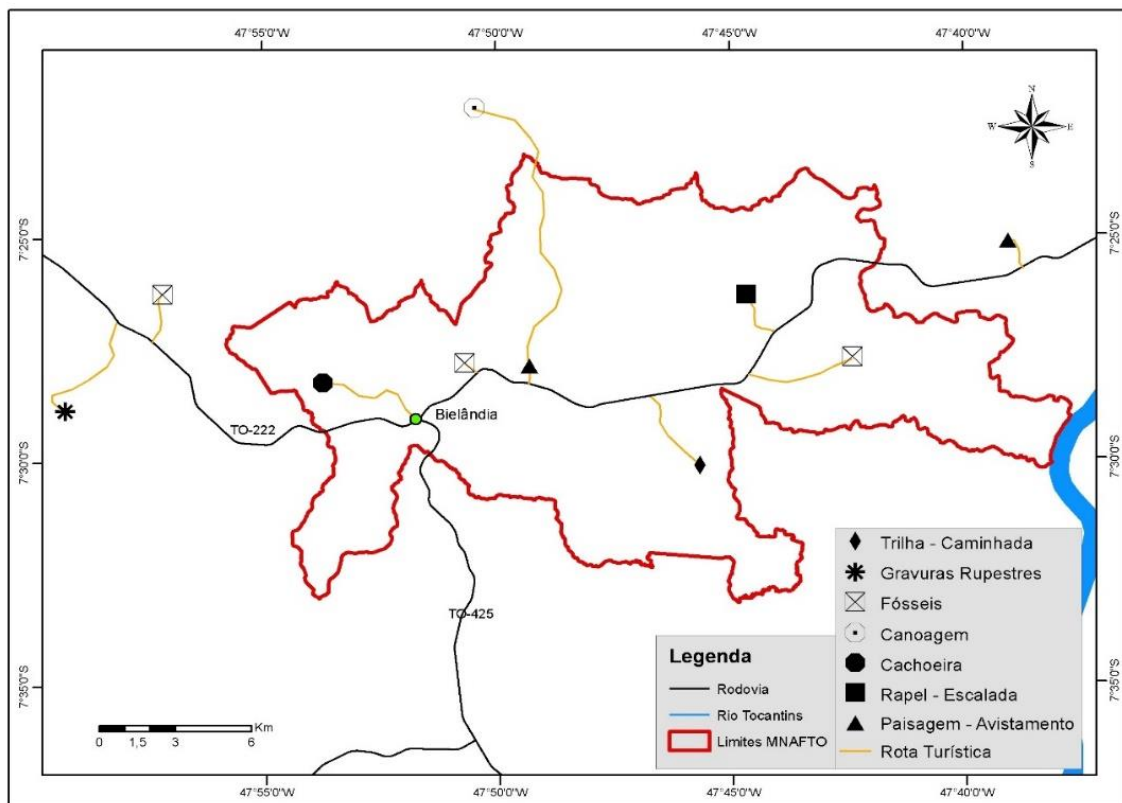 47°55'0"W 47°50'0"W 47°45'0"W 47°40'0"W
N
W E
S
7°25'0"S 7°25'0"S
Bielândia
TO-222
7°30'0"S 7°30'0"S
TO-425
Trilha - Caminhada
Gravuras Rupestres
Fósseis
Canoagem
Cachoeira
Rapel - Escalada
Paisagem - Avistamento
Rota Turística
Legenda
Rodovia
Rio Tocantins
Limites MNAFTO
7°35'0"S 7°35'0"S
Km
0 1,5 3 6
47°55'0"W 47°50'0"W 47°45'0"W 47°40'0"W